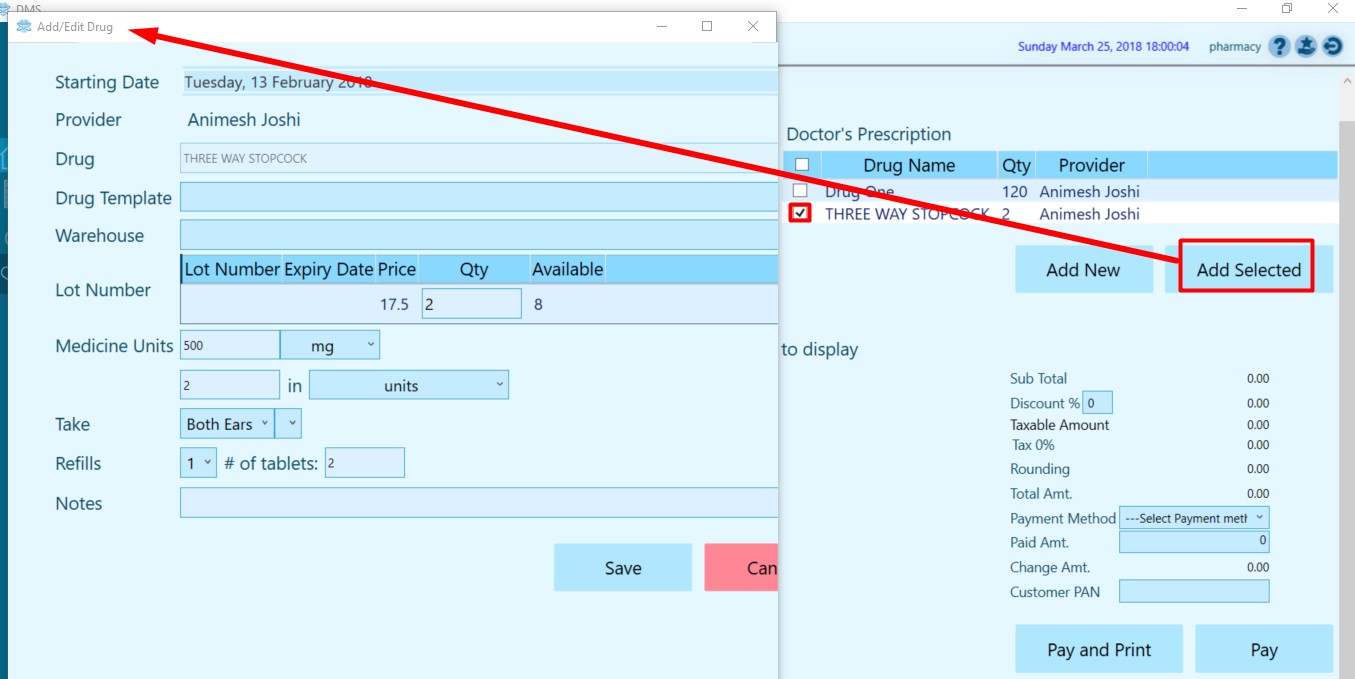 DMS
Add/Edit Drug
Sunday March 25, 2018 18:00:04 pharmacy ?
Starting Date Tuesday, 13 February 2018
Provider Animesh Joshi
Drug THREE WAY STOPCOCK
Drug Template
Warehouse
Lot Number
Lot Number Expiry Date Price Qty Available
17.5 2 8
Medicine Units 500 mg
2 in units
Take Both Ears
Refills 1 # of tablets: 2
Notes
Save Can
Doctor's Prescription
Drug Name Qty Provider
Drug One 120 Animesh Joshi
THREE WAY STOPCOCK 2 Animesh Joshi
Add New Add Selected
to display
Sub Total 0.00
Discount % 0 0.00
Taxable Amount 0.00
Tax 0% 0.00
Rounding 0.00
Total Amt. 0.00
Payment Method ---Select Payment meth
Paid Amt. 0
Change Amt. 0.00
Customer PAN
Pay and Print Pay